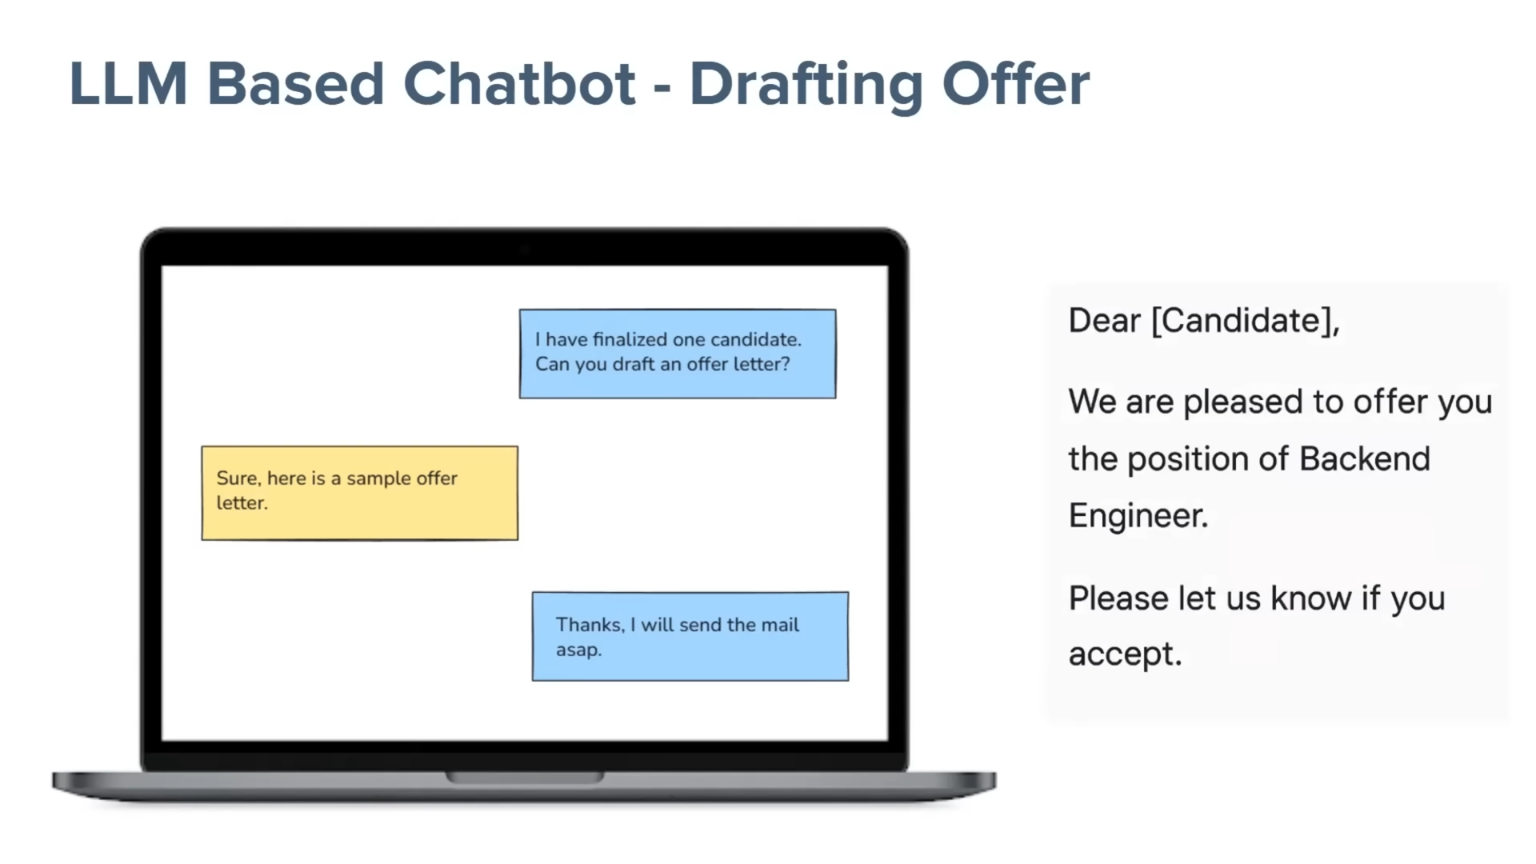 LLM Based Chatbot - Drafting Offer
I have finalized one candidate.
Can you draft an offer letter?
Sure, here is a sample offer
letter.
Thanks, I will send the mail
asap.
Dear [Candidate],
We are pleased to offer you
the position of Backend
Engineer.
Please let us know if you
accept.